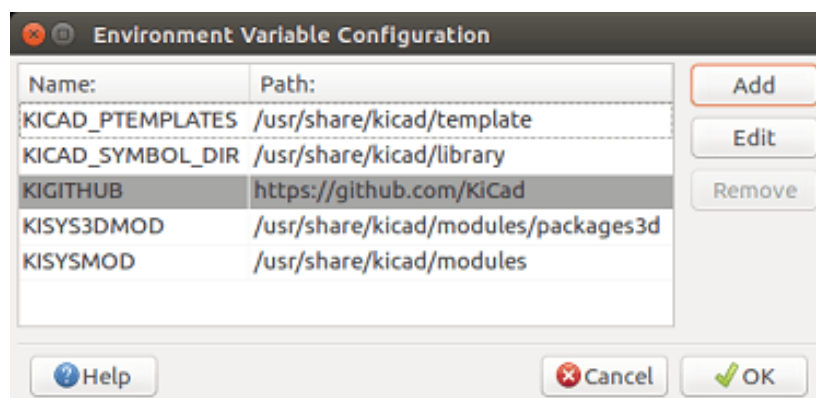 Environment Variable Configuration
Name: Path:
KICAD_PTEMPLATES /usr/share/kicad/template
KICAD_SYMBOL_DIR /usr/share/kicad/library
KIGITHUB https://github.com/KiCad
KISYS3DMOD /usr/share/kicad/modules/packages3d
KISYSMOD /usr/share/kicad/modules
Add
Edit
Remove
Help Cancel OK